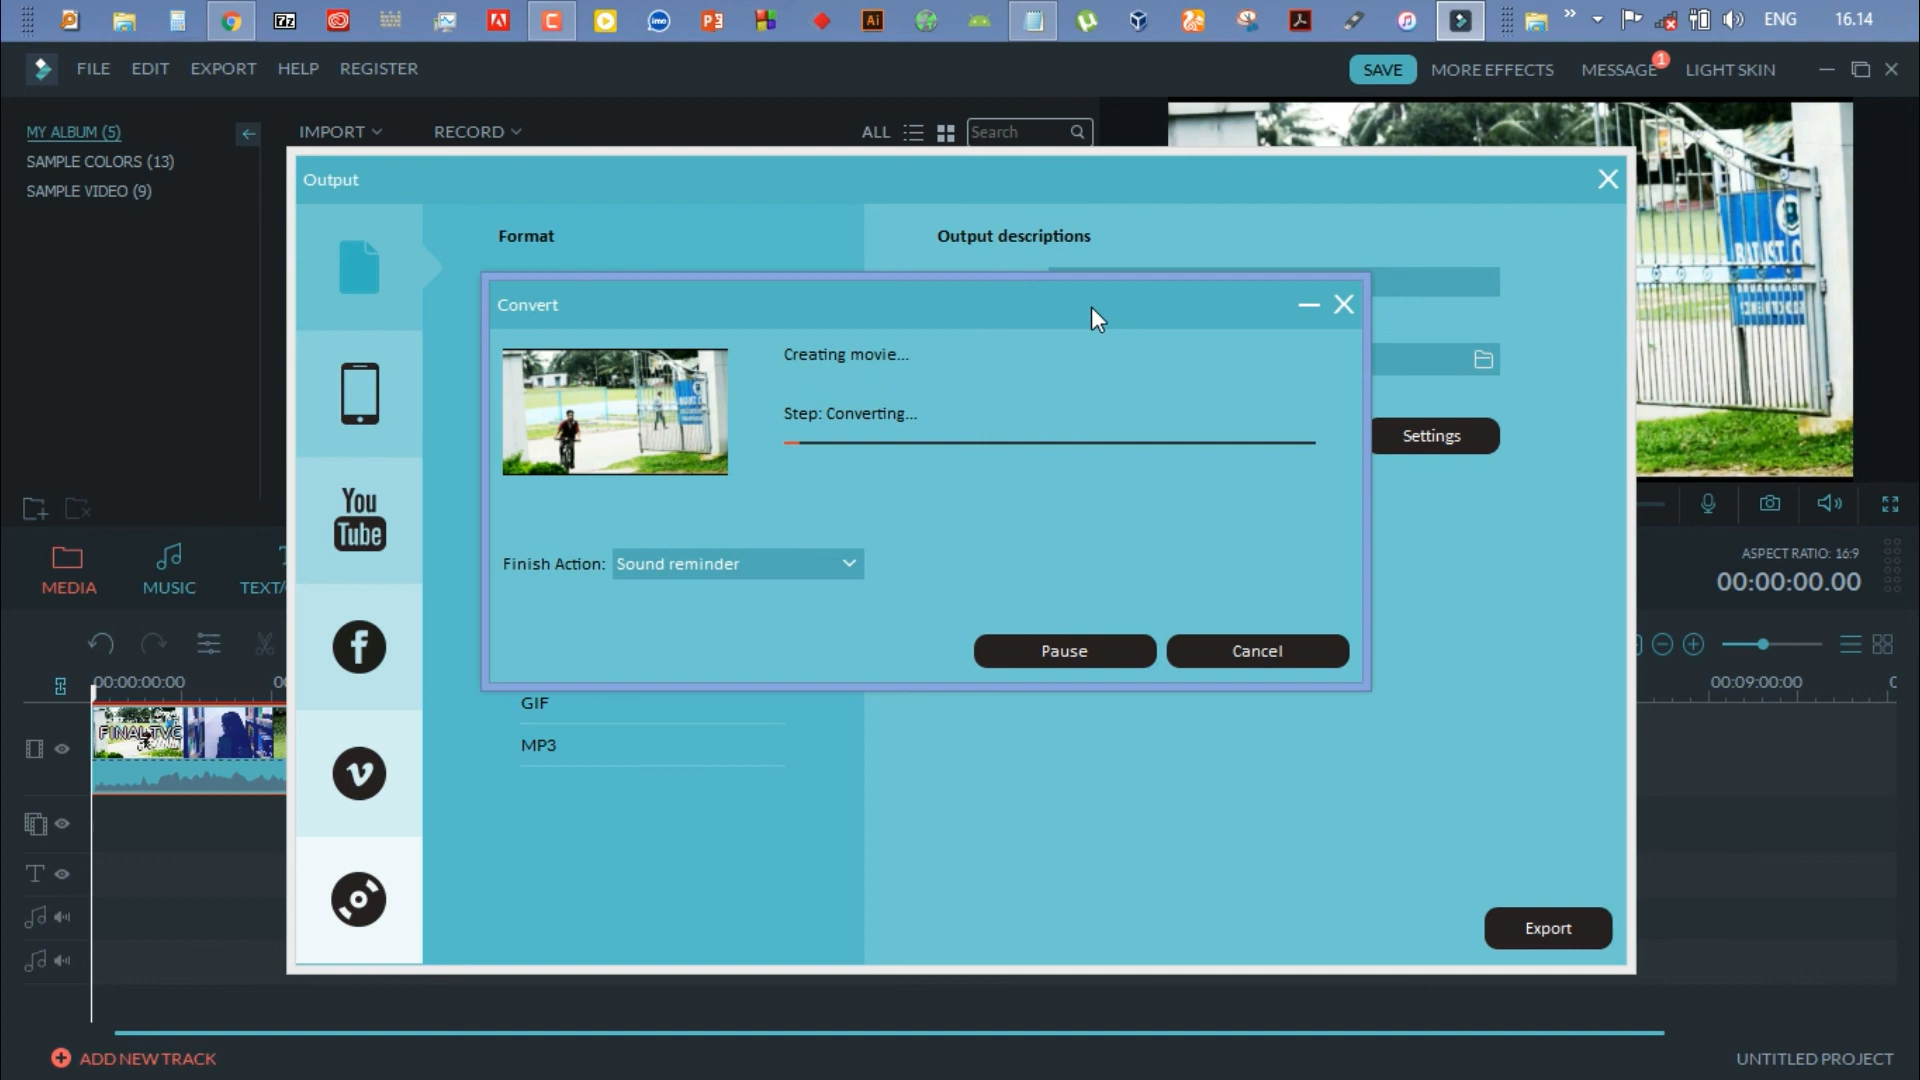 ENG 16.14
FILE EDIT EXPORT HELP REGISTER SAVE MORE EFFECTS MESSAGE 1 LIGHT SKIN
MY ALBUM (5) IMPORT RECORD ALL Search
SAMPLE COLORS (13)
SAMPLE VIDEO (9)
Output
Format
Output descriptions
Convert
Creating movie...
Step: Converting...
Settings
You
Tube
Finish Action: Sound reminder
Pause Cancel
GIF
MP3
Export
MEDIA MUSIC TEXT/
ASPECT RATIO: 16:9
00:00:00.00
00:00:00:00 00:09:00:00
FINAL TVC
ADD NEW TRACK UNTITLED PROJECT